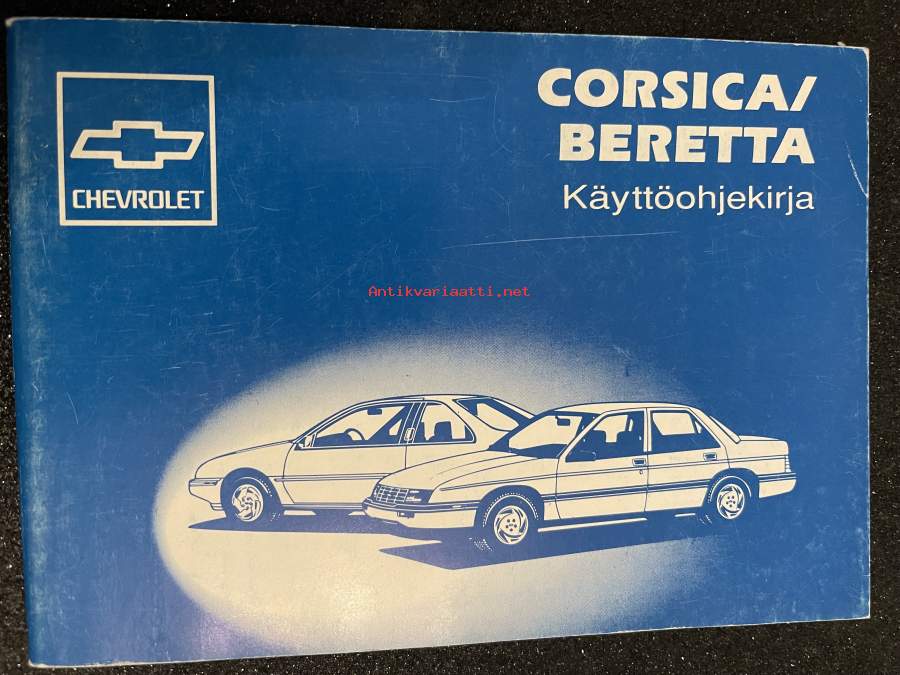 CORSICA/
BERETTA
Käyttöohjekirja
CHEVROLET
Antikvariaatti.net